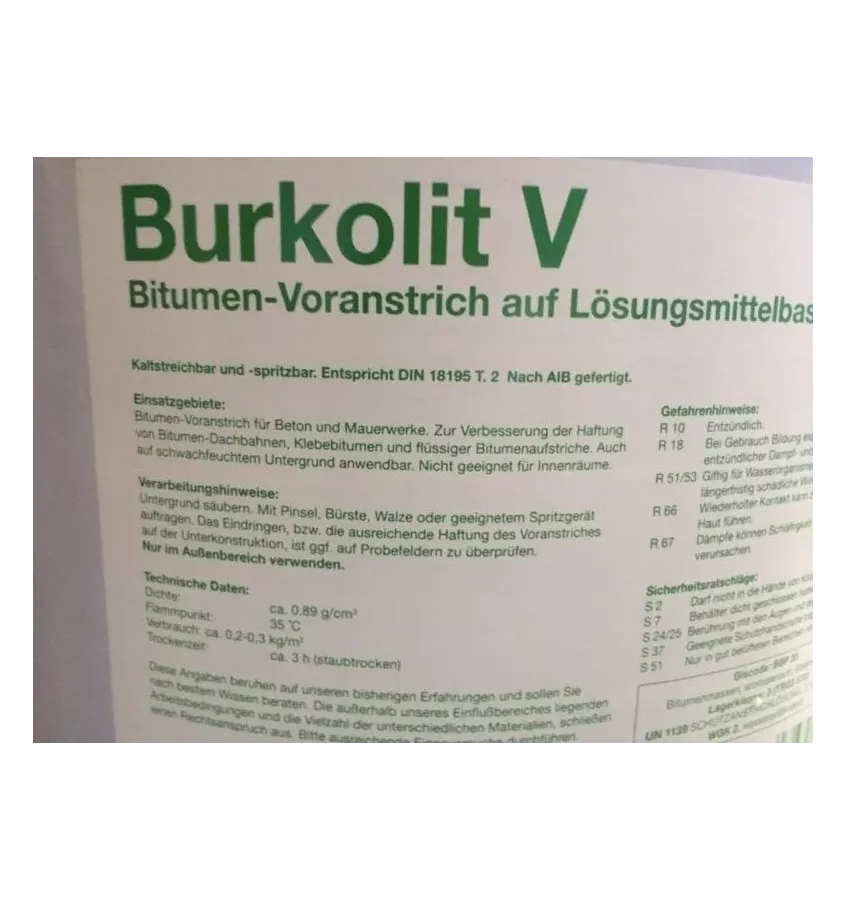 Burkolit V
Bitumen-Voranstrich auf Lösungsmittelbas
Kaltstreichbar und -spritzbar. Entspricht DIN 18195 T. 2 Nach AIB gefertigt.
Einsatzgebiete:
Bitumen-Voranstrich für Beton und Mauerwerke. Zur Verbesserung der Haftung
von Bitumen-Dachbahnen, Klebebitumen und flüssiger Bitumenaufstriche. Auch
auf schwachfeuchtem Untergrund anwendbar. Nicht geeignet für Innenräume.
Verarbeitungshinweise:
Untergrund säubern. Mit Pinsel, Bürste, Walze oder geeignetem Spritzgerät
auftragen. Das Eindringen, bzw. die ausreichende Haftung des Voranstriches
auf der Unterkonstruktion, ist ggf. auf Probefeldern zu überprüfen.
Nur im Außenbereich verwenden.
Technische Daten:
Dichte: ca. 0,89 g/cm³
Flammpunkt: 35 °C
Verbrauch: ca. 0,2-0,3 kg/m²
Trockenzeit: ca. 3 h (staubtrocken)
Diese Angaben beruhen auf unseren bisherigen Erfahrungen und sollen Sie
nach bestem Wissen beraten. Die außerhalb unseres Einflußbereiches liegenden
Arbeitsbedingungen und die Vielzahl der unterschiedlichen Materialien, schließen
einen Rechtsanspruch aus. Bitte ausreichende durchführen.
Gefahrenhinweise:
R 10 Entzündlich.
R 18 Bei Gebrauch Bildung
entzündlicher Dampf-
R 51/53 Giftig für Wasserorganism
längerfristig schädliche
R 66 Wiederholter Kontakt kann
Haut führen.
R 67 Dämpfe können Schläfrigkeit
verursachen.
Sicherheitsratschläge:
S 2 Darf nicht in die Hände von
S 7 Behälter dicht geschlossen
S 24/25 Berührung mit den Augen und
S 37 Geeignete Schutzhandschuhe
S 51 Nur in gut belüfteten Bereichen
Giscode: BBP
Bitumenmassen,
Lagerklasse: 3
UN 1139
WGK 2,